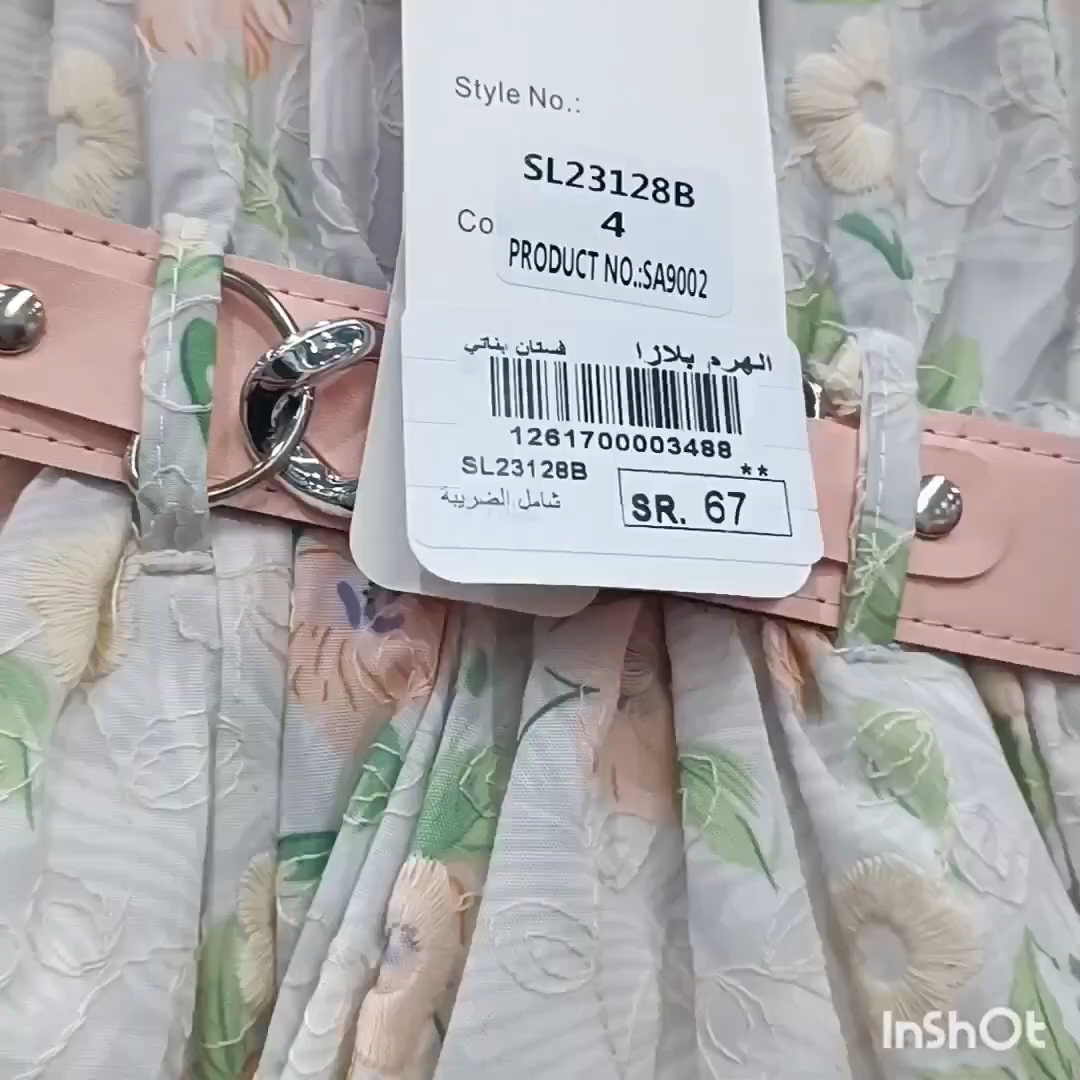 Style No.:
SL23128B
Co
4
PRODUCT NO.:SA9002
الهرم بلازا فستان بناتي
1261700003488
SL23128B **
شامل الضريبة SR. 67
InShOt